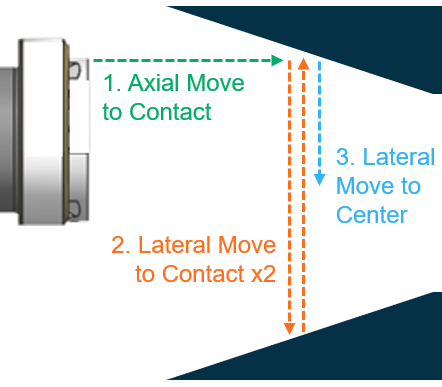 1. Axial Move
to Contact
3. Lateral
Move to
Center
2. Lateral Move
to Contact x2